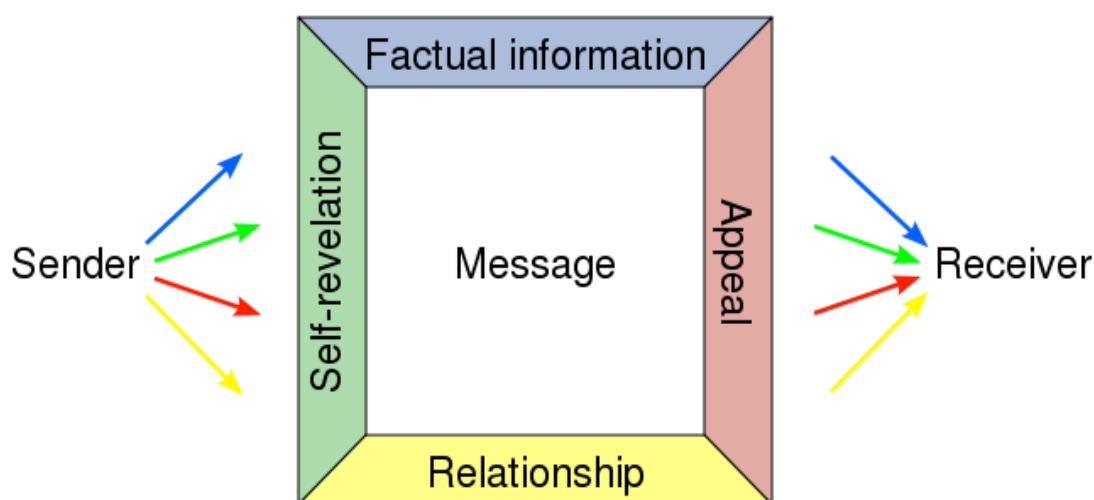 Factual information
Self-revelation
Sender
Message
Appeal
Receiver
Relationship